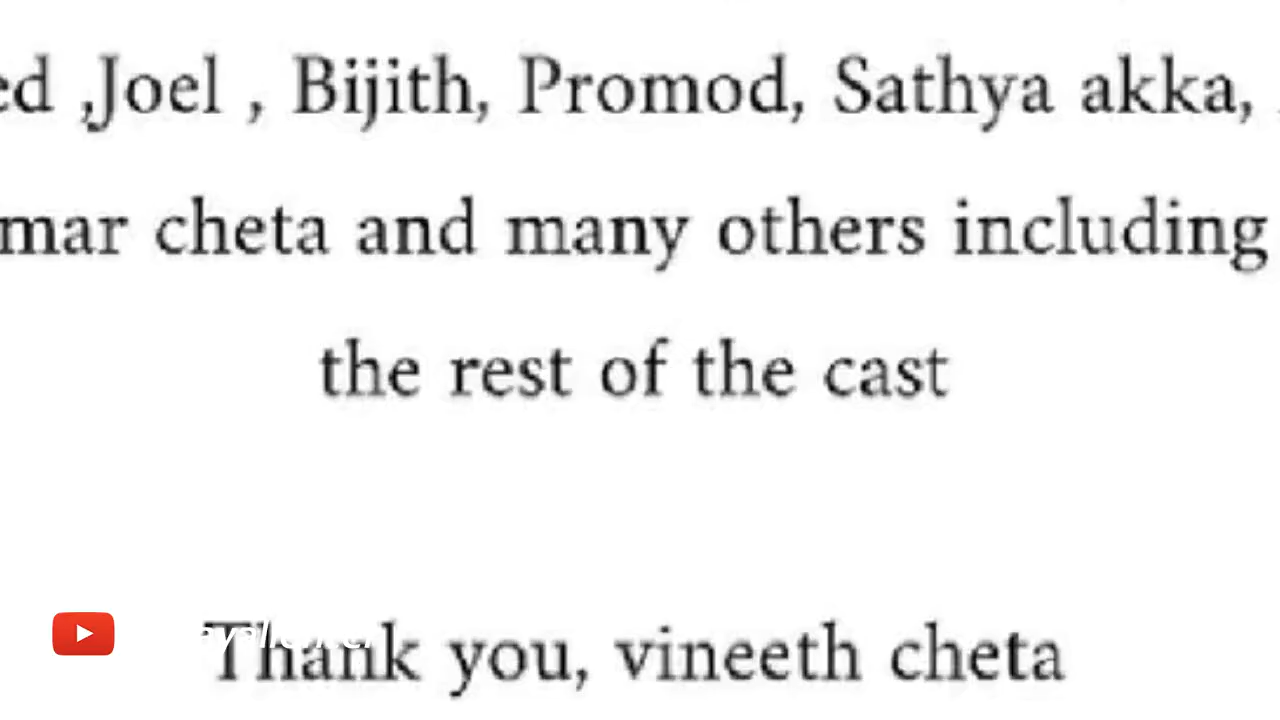 ed ,Joel , Bijith, Promod, Sathya akka,
mar cheta and many others including
the rest of the cast
Thank you, vineeth cheta